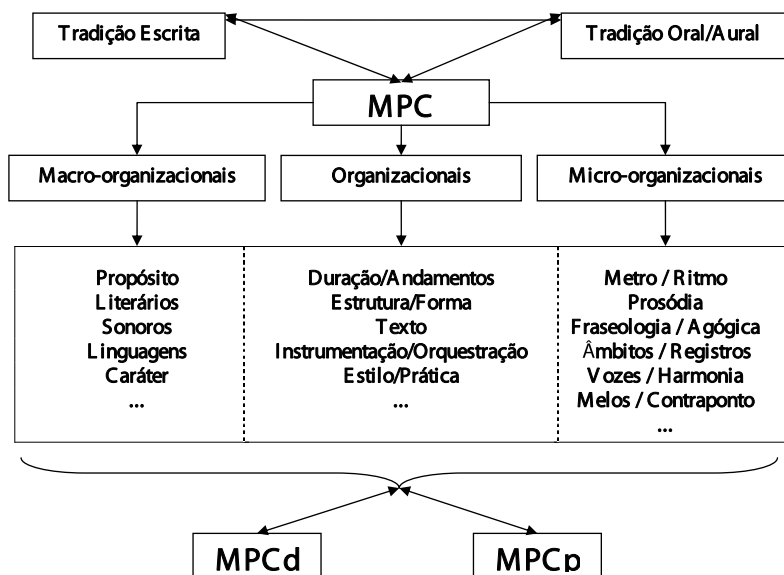 Tradição Escrita
Tradição Oral/Aural
MPC
Macro-organizacionais
Organizacionais
Micro-organizacionais
Propósito
Literários
Sonoros
Linguagens
Caráter
...
Duração/Andamentos
Estrutura/Forma
Texto
Instrumentação/Orquestração
Estilo/Prática
...
Metro / Ritmo
Prosódia
Fraseologia / Agógica
Âmbitos / Registros
Vozes / Harmonia
Melos / Contraponto
...
MPCd
MPCp